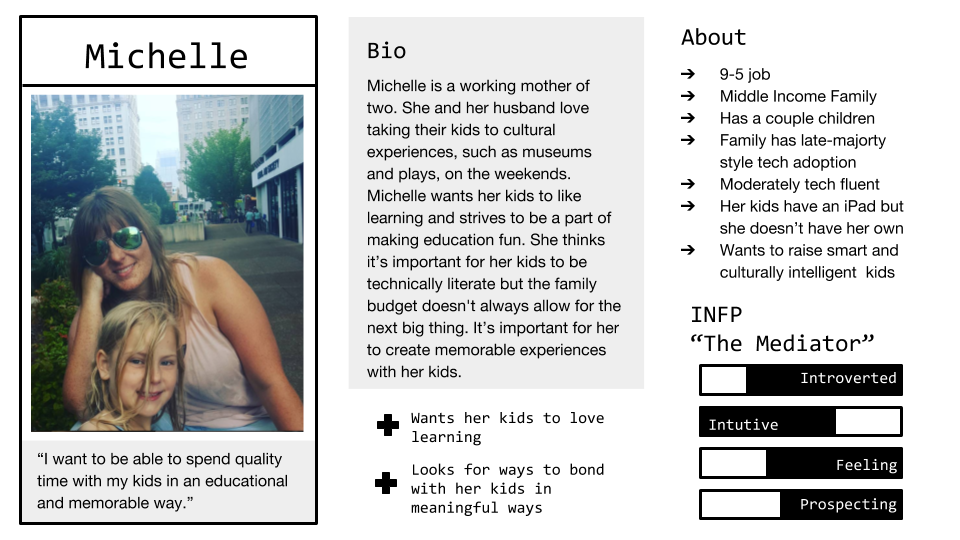 Michelle
“I want to be able to spend quality
time with my kids in an educational
and memorable way.”
Bio
Michelle is a working mother of
two. She and her husband love
taking their kids to cultural
experiences, such as museums
and plays, on the weekends.
Michelle wants her kids to like
learning and strives to be a part of
making education fun. She thinks
it’s important for her kids to be
technically literate but the family
budget doesn't always allow for the
next big thing. It’s important for her
to create memorable experiences
with her kids.
Wants her kids to love
learning
Looks for ways to bond
with her kids in
meaningful ways
About
➔ 9-5 job
➔ Middle Income Family
➔ Has a couple children
➔ Family has late-majorty
style tech adoption
➔ Moderately tech fluent
➔ Her kids have an iPad but
she doesn’t have her own
➔ Wants to raise smart and
culturally intelligent kids
INFP
“The Mediator”
Introverted
Intutive
Feeling
Prospecting